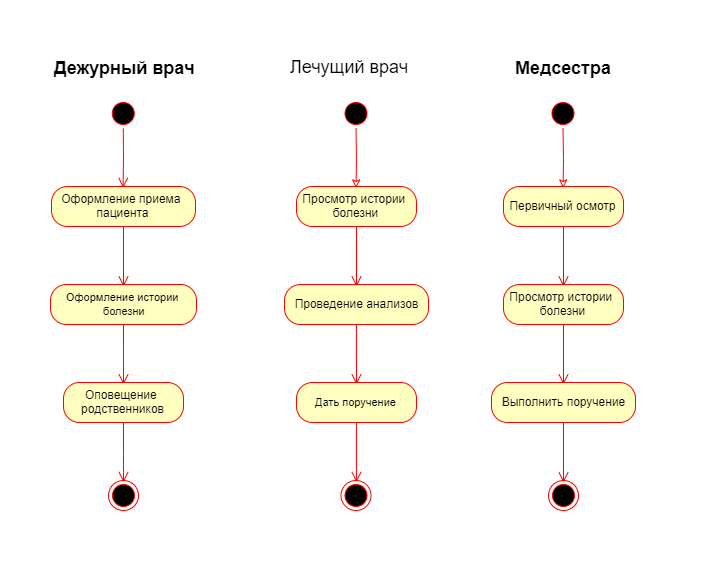 Дежурный врач
Оформление приема
пациента
Оформление истории
болезни
Оповещение
родственников
Лечущий врач
Просмотр истории
болезни
Проведение анализов
Дать поручение
Медсестра
Первичный осмотр
Просмотр истории
болезни
Выполнить поручение